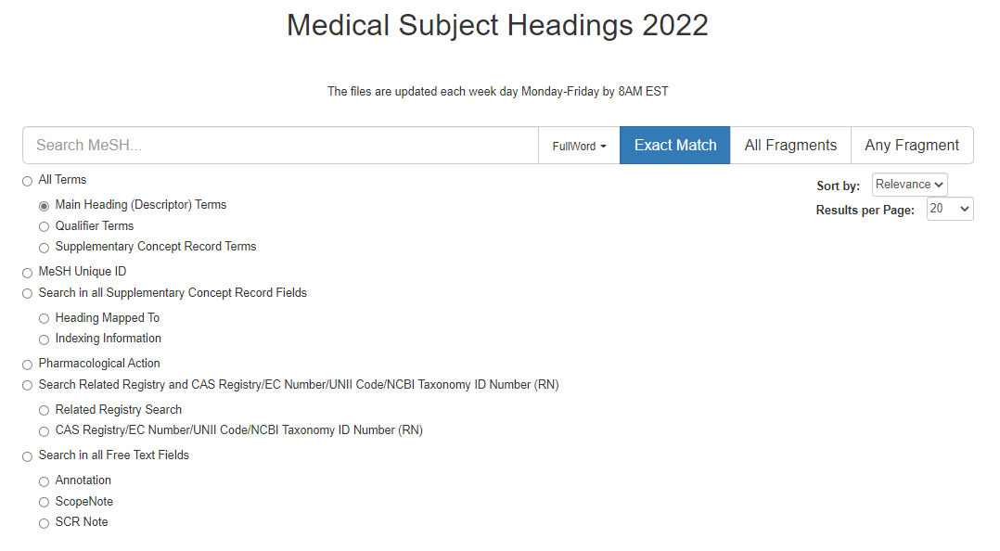 Medical Subject Headings 2022
The files are updated each week day Monday-Friday by 8AM EST
Search MeSH... FullWord Exact Match All Fragments Any Fragment
All Terms
Sort by: Relevance
Main Heading (Descriptor) Terms
Results per Page: 20
Qualifier Terms
Supplementary Concept Record Terms
MeSH Unique ID
Search in all Supplementary Concept Record Fields
Heading Mapped To
Indexing Information
Pharmacological Action
Search Related Registry and CAS Registry/EC Number/UNII Code/NCBI Taxonomy ID Number (RN)
Related Registry Search
CAS Registry/EC Number/UNII Code/NCBI Taxonomy ID Number (RN)
Search in all Free Text Fields
Annotation
ScopeNote
SCR Note